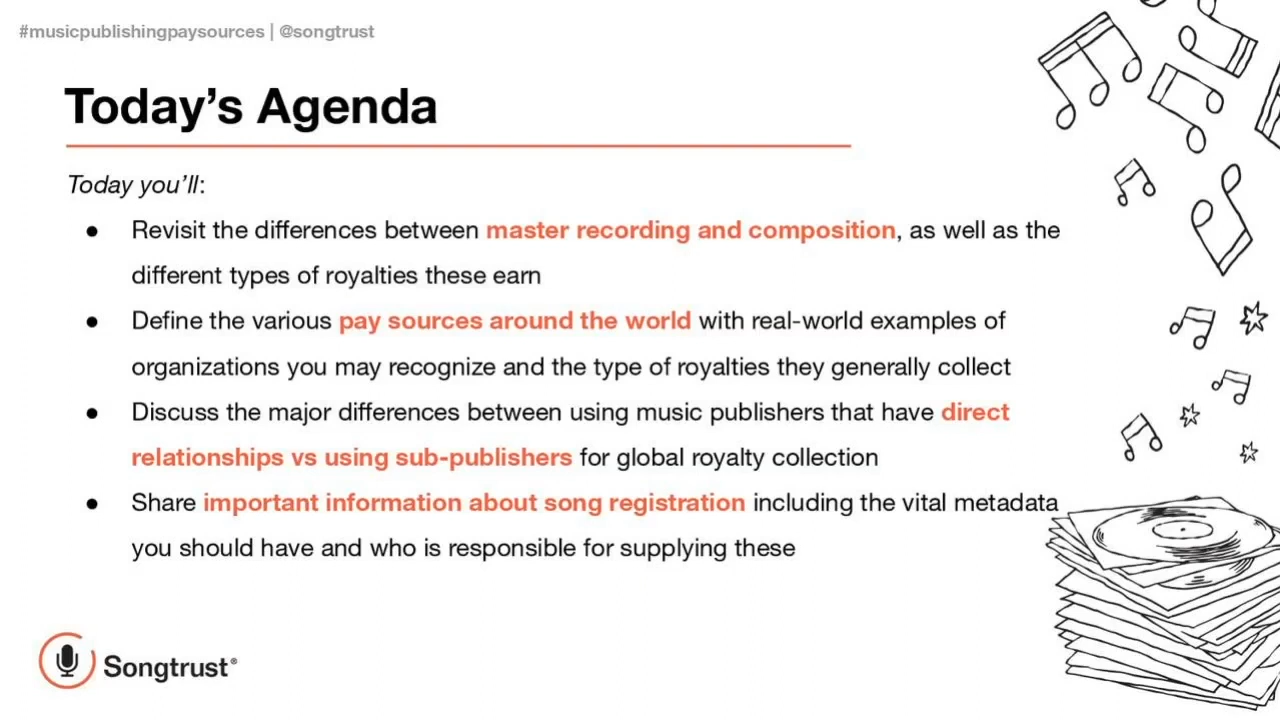 #musicpublishingpaysources | @songtrust
Today’s Agenda
Today you’ll:
● Revisit the differences between master recording and composition, as well as the
different types of royalties these earn
● Define the various pay sources around the world with real-world examples of
organizations you may recognize and the type of royalties they generally collect
● Discuss the major differences between using music publishers that have direct
relationships vs using sub-publishers for global royalty collection
● Share important information about song registration including the vital metadata
you should have and who is responsible for supplying these
Songtrust®